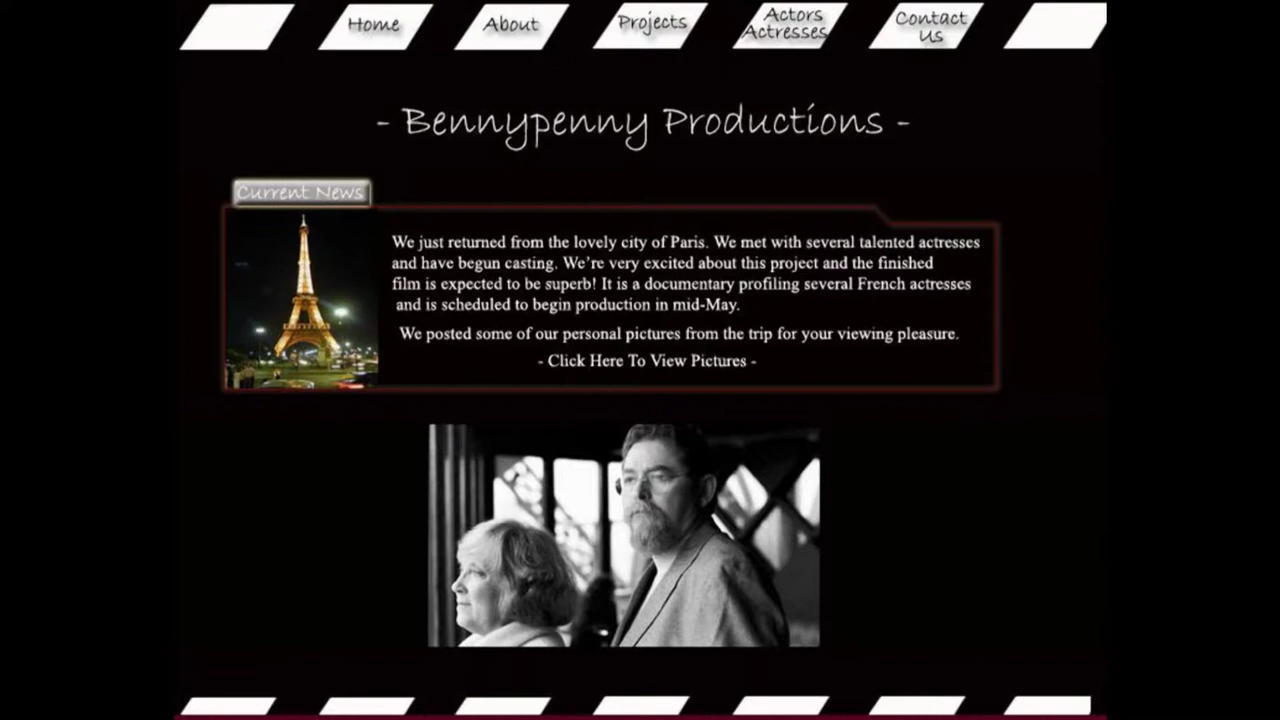 Home
About
Projects
Actors
Actresses
Contact
Us
- Bennypenny Productions -
Current News
We just returned from the lovely city of Paris. We met with several talented actresses
and have begun casting. We're very excited about this project and the finished
film is expected to be superb! It is a documentary profiling several French actresses
and is scheduled to begin production in mid-May.
We posted some of our personal pictures from the trip for your viewing pleasure.
- Click Here To View Pictures -